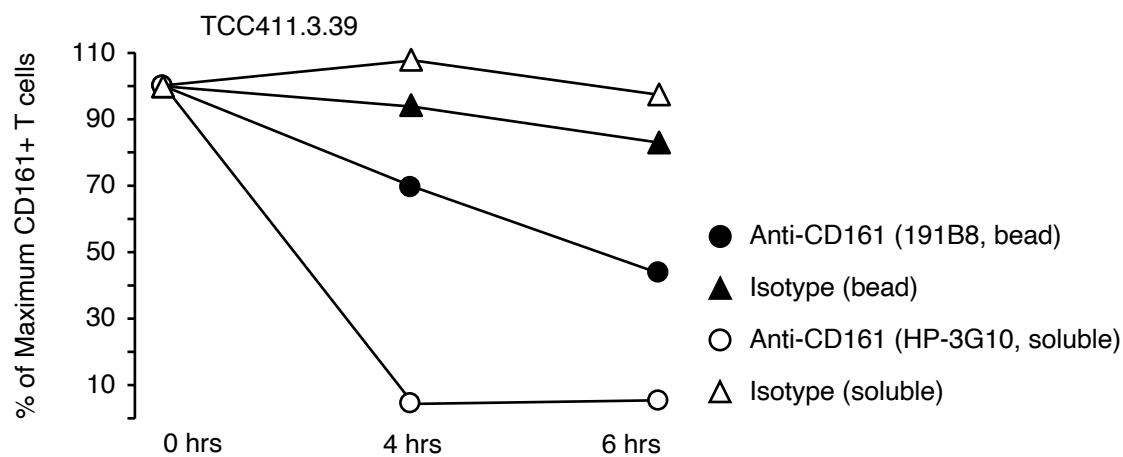 TCC411.3.39
% of Maximum CD161+ T cells
110
90
70
50
30
10
0 hrs
4 hrs
6 hrs
Anti-CD161 (191B8, bead)
Isotype (bead)
Anti-CD161 (HP-3G10, soluble)
Isotype (soluble)